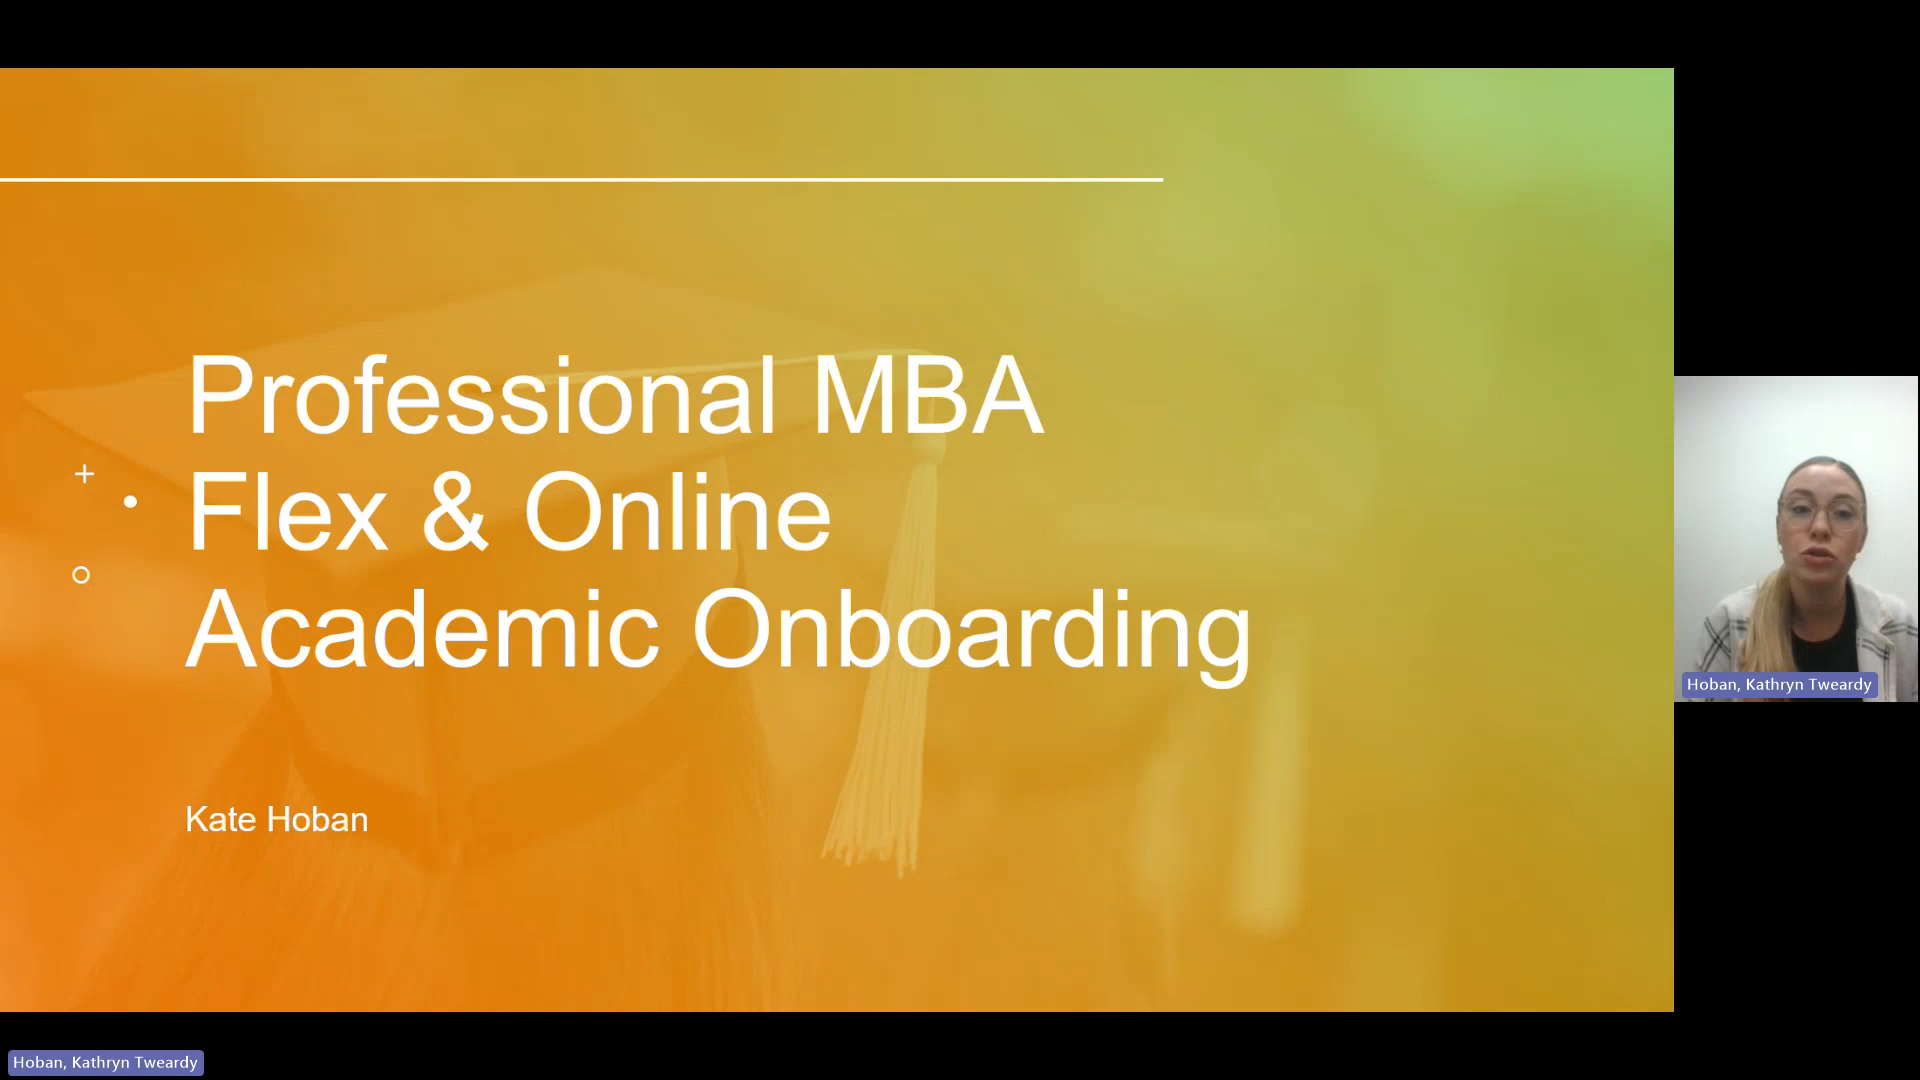 Professional MBA
Flex & Online
Academic Onboarding
Kate Hoban
Hoban, Kathryn Tweardy
Hoban, Kathryn Tweardy